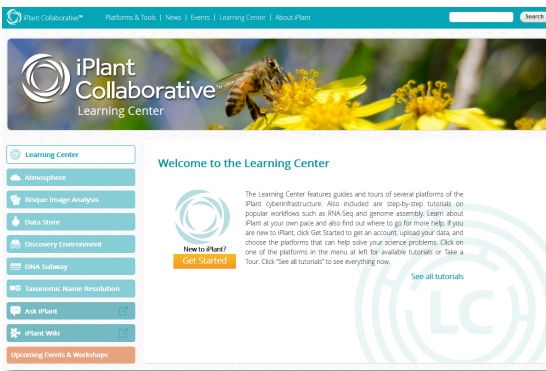 iPlant Collaborative™ Platforms & Tools | News | Events | Learning Center | About iPlant Search
iPlant
Collaborative™
Learning Center
Learning Center
Atmosphere
Bisque Image Analysis
Data Store
Discovery Environment
DNA Subway
Taxonomic Name Resolution
Ask iPlant
iPlant Wiki
Upcoming Events & Workshops
Welcome to the Learning Center
New to iPlant?
Get Started
The Learning Center features guides and tours of several platforms of the
iPlant cyberinfrastructure. Also included are step-by-step tutorials on
popular workflows such as RNA-Seq and genome assembly. Learn about
iPlant at your own pace and also find out where to go for more help. If you
are new to iPlant, click Get Started to get an account, upload your data, and
choose the platforms that can help solve your science problems. Click on
one of the platforms in the menu at left for available tutorials or Take a
Tour. Click "See all tutorials" to see everything now.
See all tutorials
LC